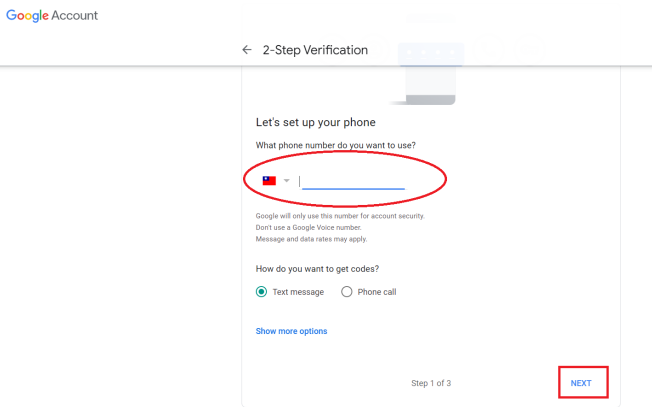 Google Account
2-Step Verification
Let's set up your phone
What phone number do you want to use?
Google will only use this number for account security.
Don't use a Google Voice number.
Message and data rates may apply.
How do you want to get codes?
Text message Phone call
Show more options
Step 1 of 3 NEXT